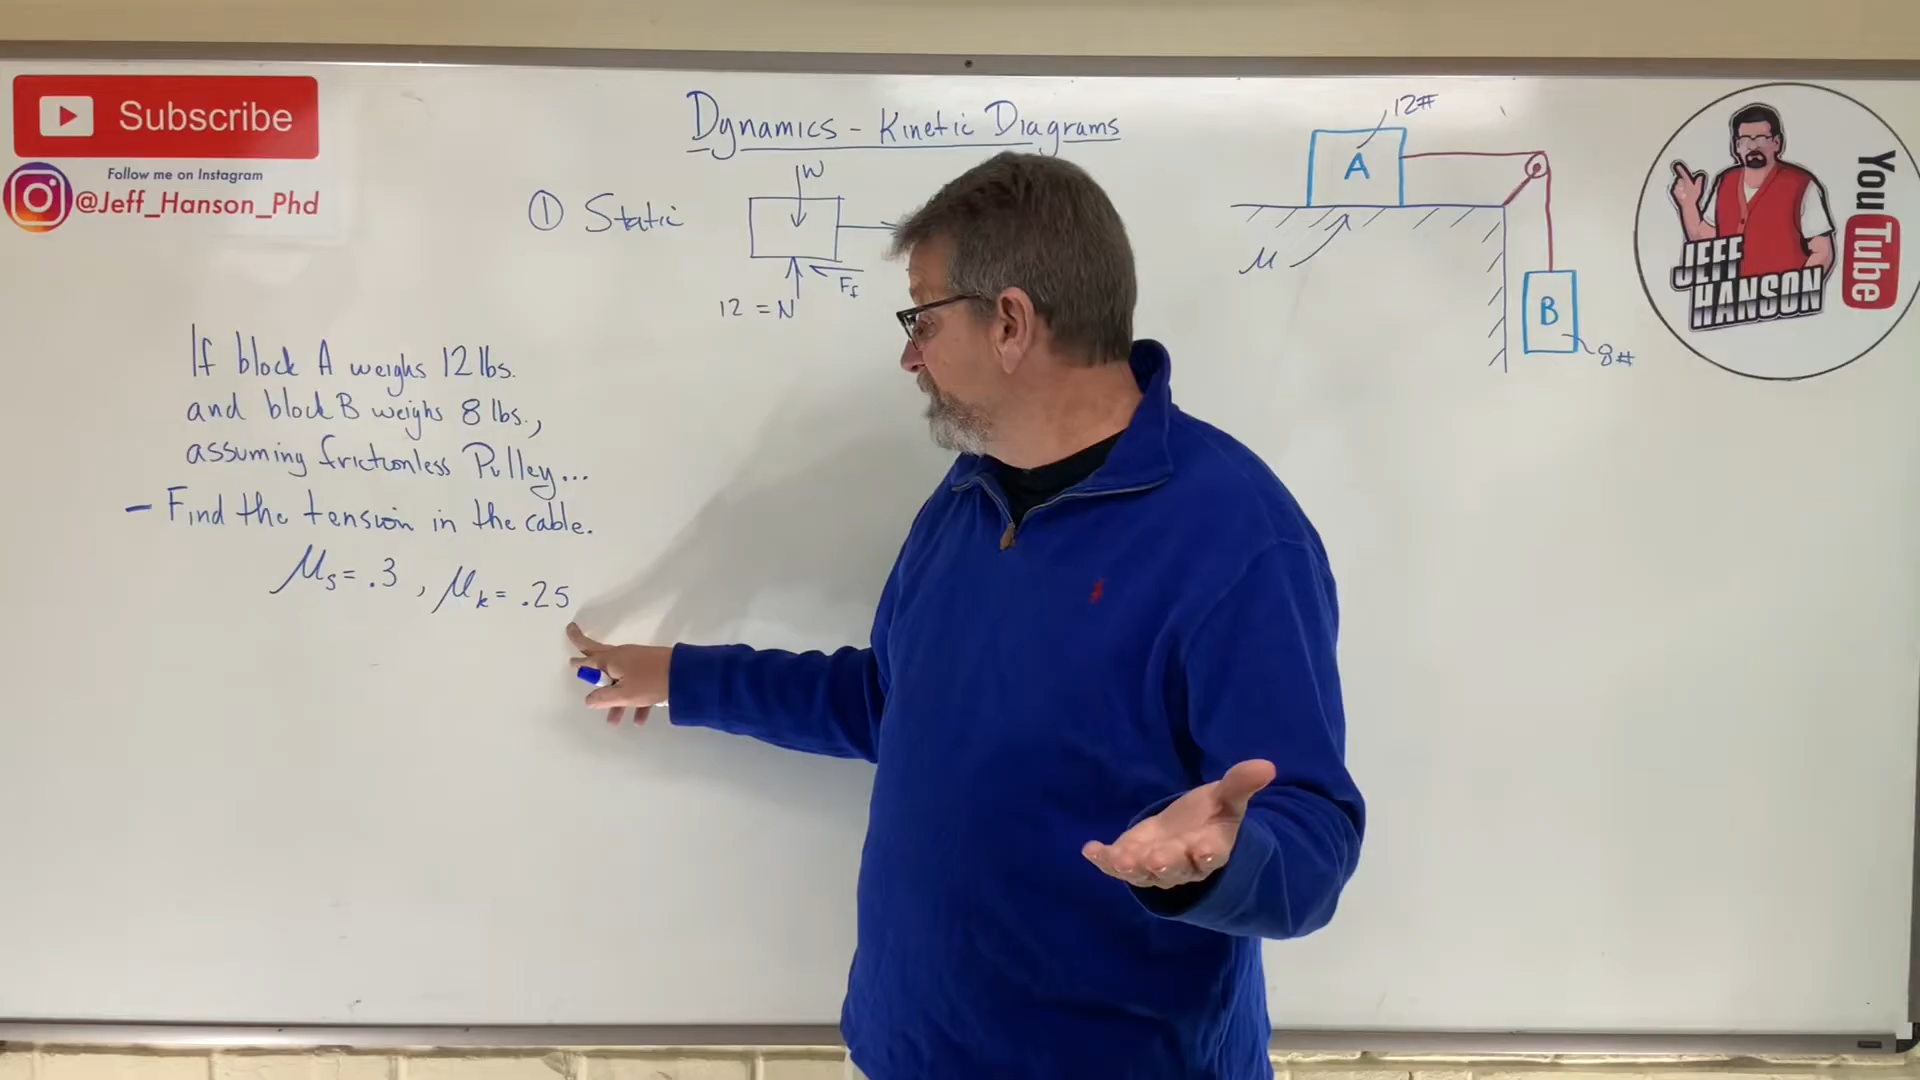 Subscribe
Follow me on Instagram
@Jeff_Hanson_Phd
Dynamics - Kinetic Diagrams
① Static
W
Ff
12 = N
If block A weighs 12 lbs.
and block B weighs 8 lbs.,
assuming frictionless Pulley...
- Find the tension in the cable.
μs = .3, μk = .25
12#
A
μ
B
8#
JEFF
HANSON
YouTube